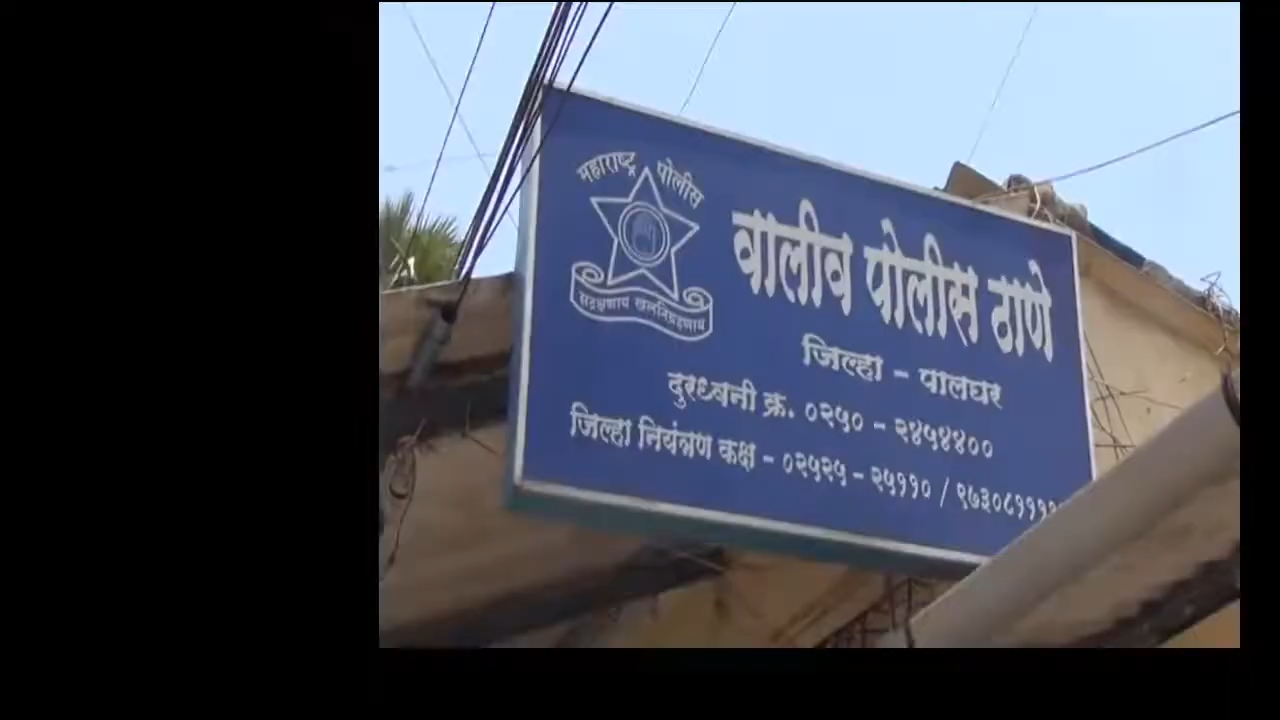 महाराष्ट्र पोलीस
सद्रक्षणाय खलनिग्रहणाय
वालीव पोलीस ठाणे
जिल्हा - पालघर
दुरध्वनी क्र. ०२५० - २४५४४००
जिल्हा नियंत्रण कक्ष - ०२५२५ - २५११० /